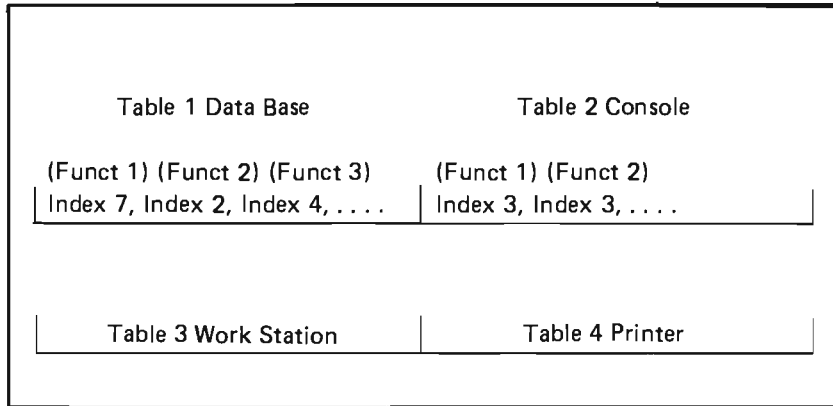 Table 1 Data Base Table 2 Console
(Funct 1) (Funct 2) (Funct 3) (Funct 1) (Funct 2)
Index 7, Index 2, Index 4, . . . . Index 3, Index 3, . . . .
Table 3 Work Station Table 4 Printer